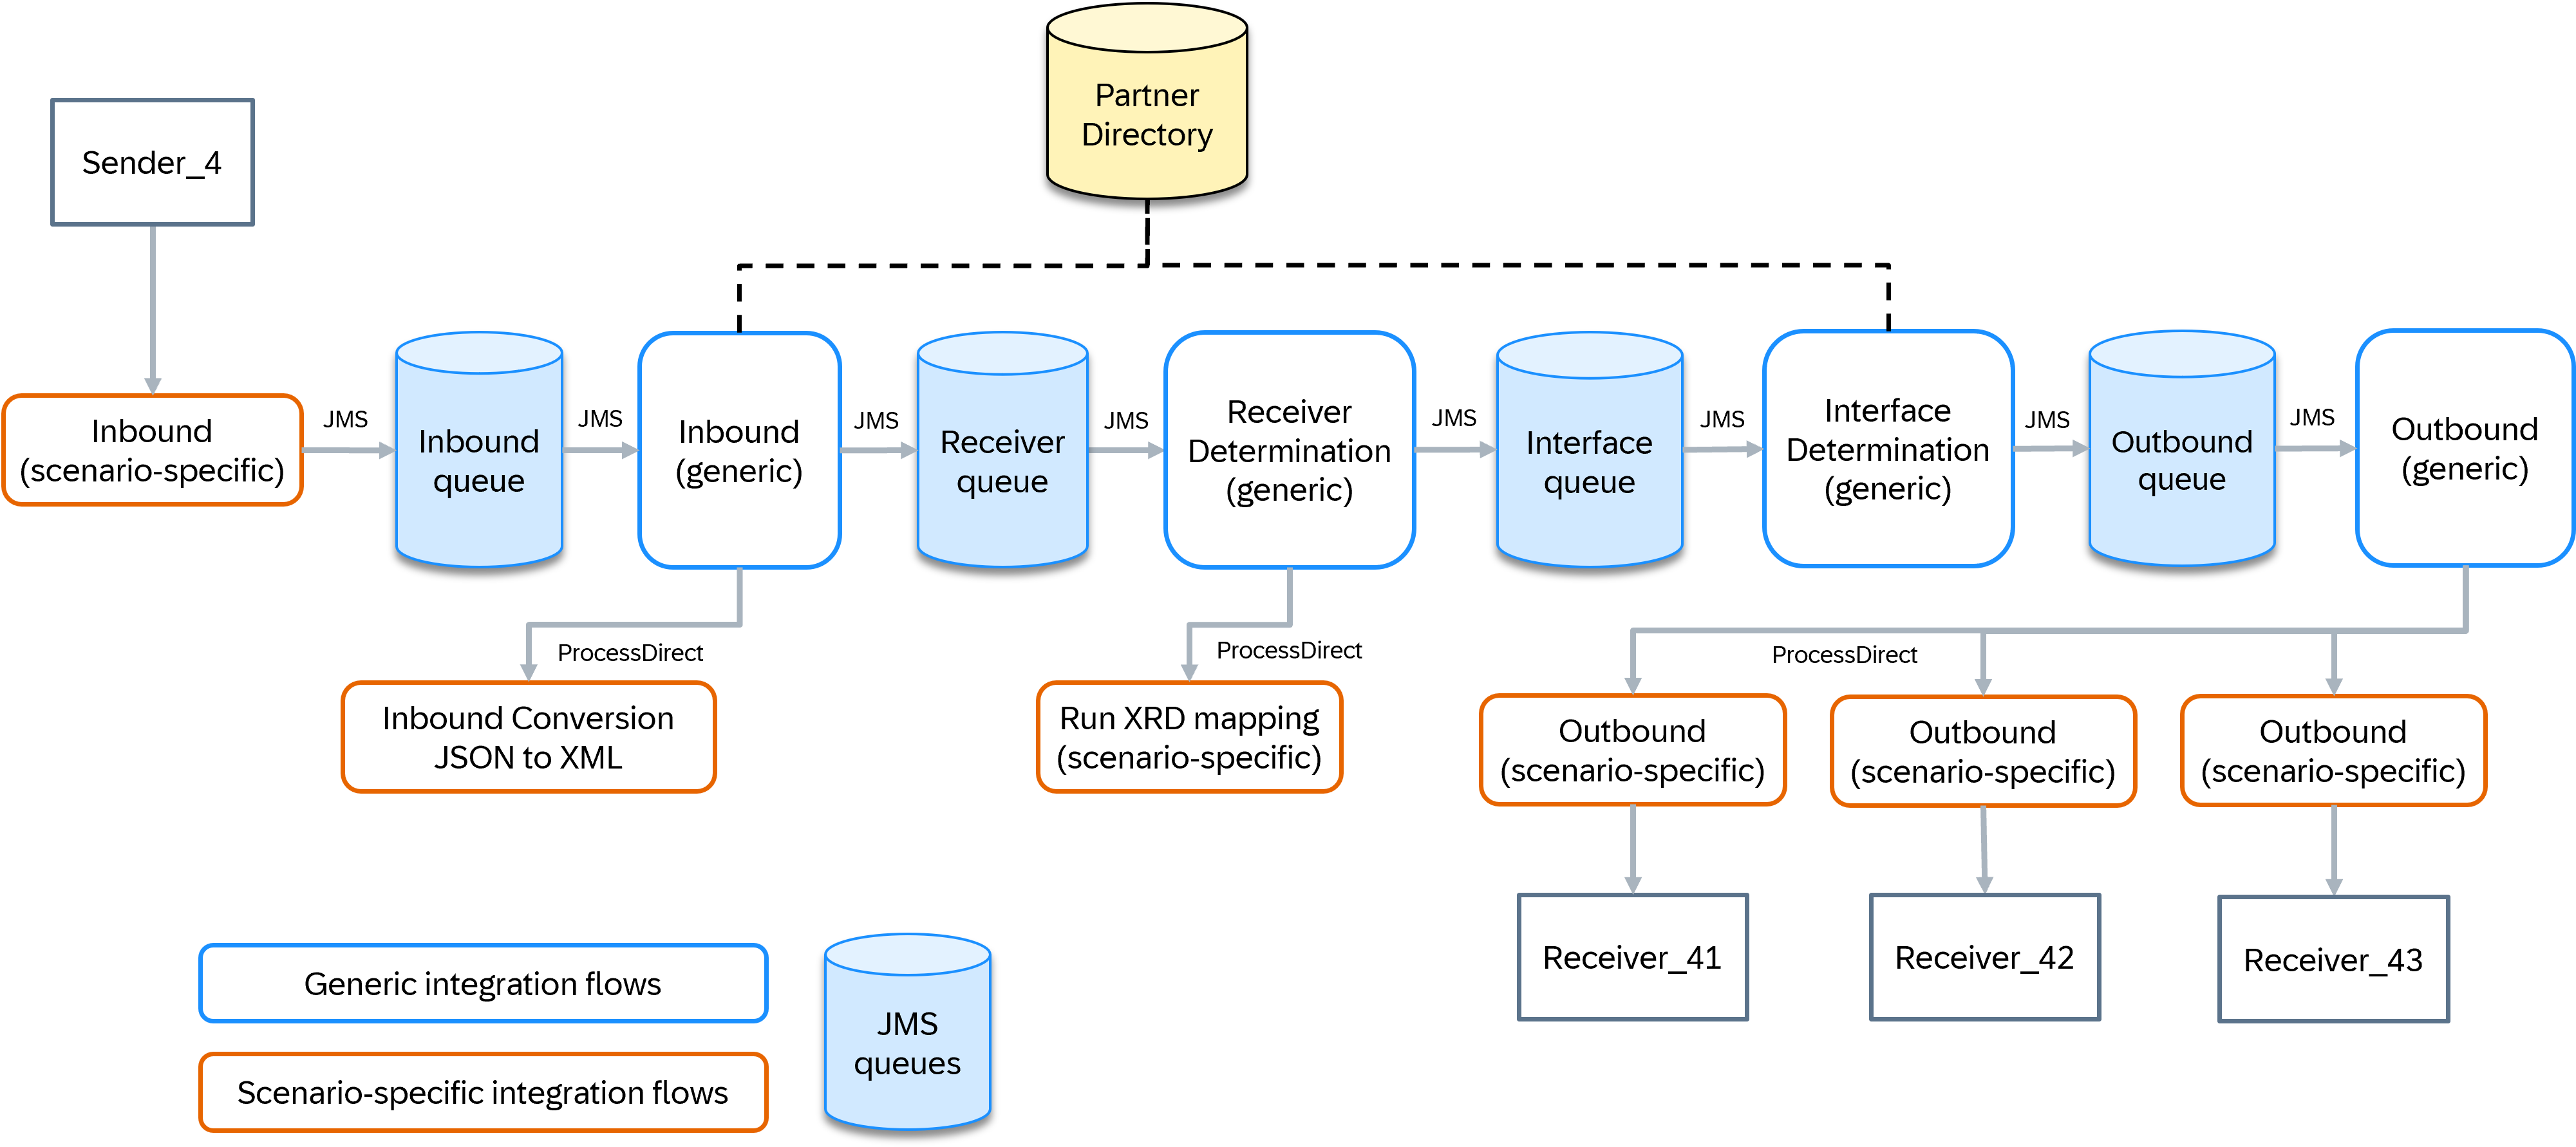 Partner
Directory
Sender_4
Inbound
(scenario-specific)
JMS
Inbound
queue
JMS
Inbound
(generic)
JMS
Receiver
queue
JMS
Receiver
Determination
(generic)
JMS
Interface
queue
JMS
Interface
Determination
(generic)
JMS
Outbound
queue
JMS
Outbound
(generic)
ProcessDirect
ProcessDirect
ProcessDirect
Inbound Conversion
JSON to XML
Run XRD mapping
(scenario-specific)
Outbound
(scenario-specific)
Outbound
(scenario-specific)
Outbound
(scenario-specific)
Receiver_41
Receiver_42
Receiver_43
Generic integration flows
Scenario-specific integration flows
JMS
queues